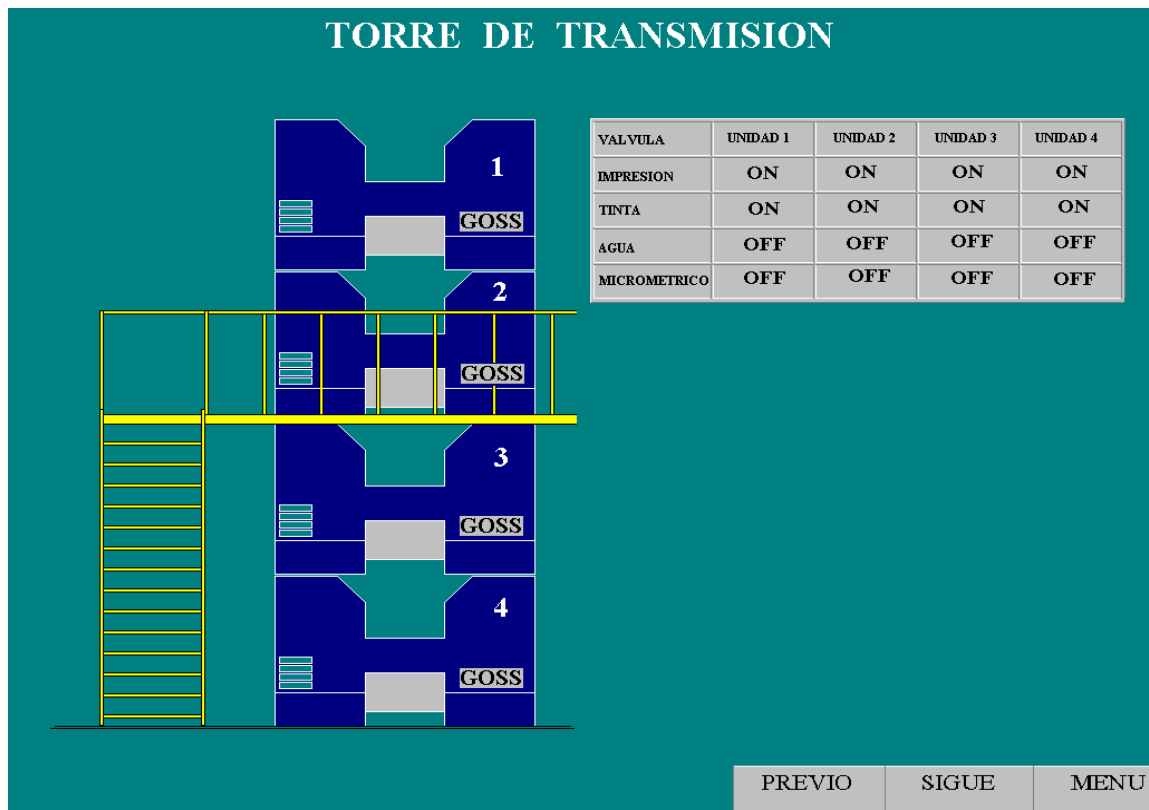 TORRE DE TRANSMISION
VALVULA UNIDAD 1 UNIDAD 2 UNIDAD 3 UNIDAD 4
IMPRESION ON ON ON ON
TINTA ON ON ON ON
AGUA OFF OFF OFF OFF
MICROMETRICO OFF OFF OFF OFF
1
GOSS
2
GOSS
3
GOSS
4
GOSS
PREVIO SIGUE MENU